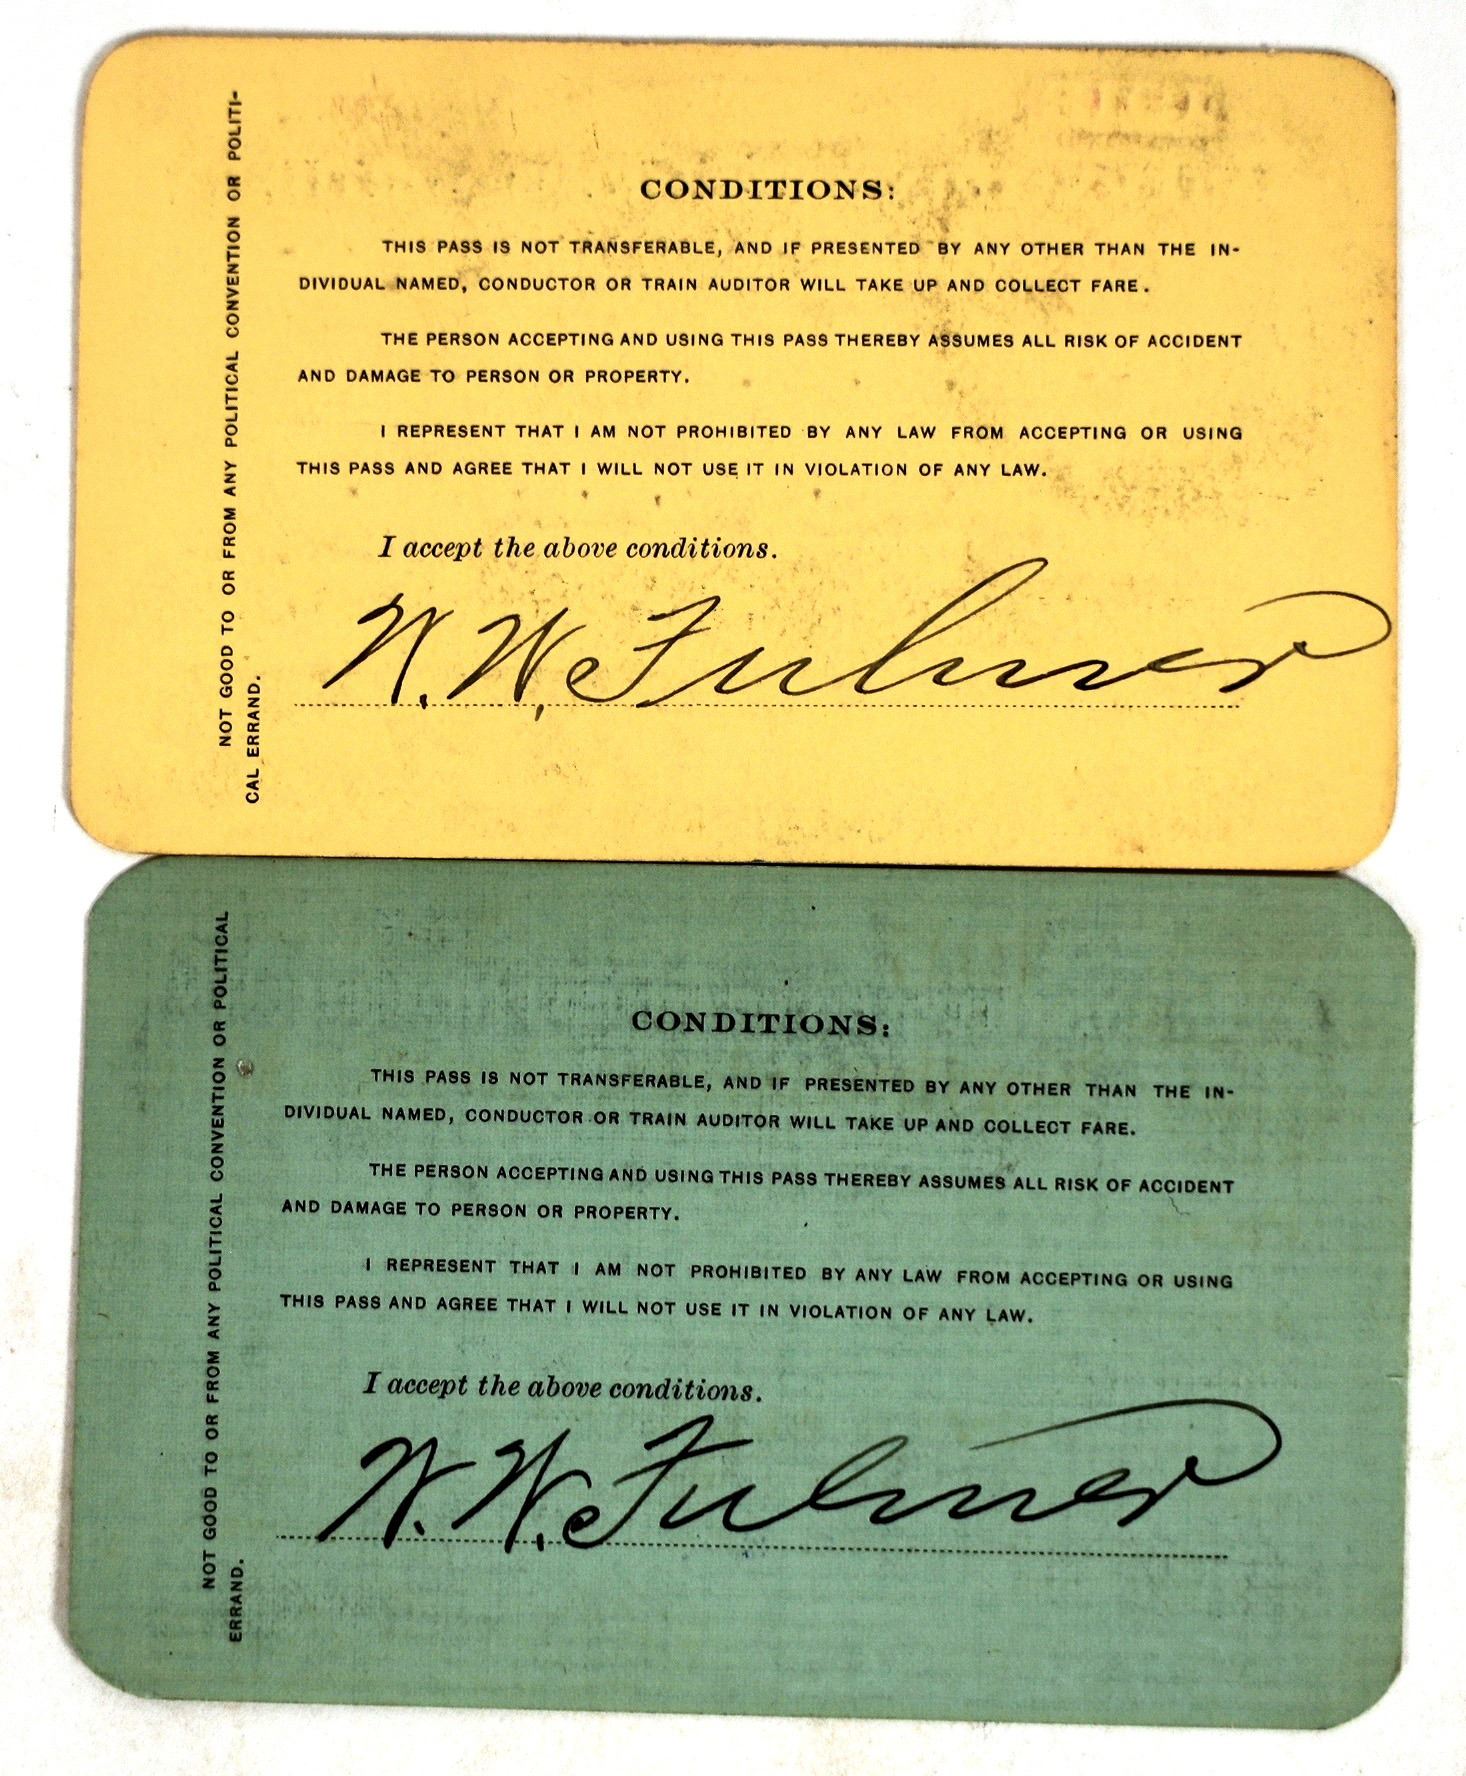 NOT GOOD TO OR FROM ANY POLITICAL CONVENTION OR POLITI-
CAL ERRAND.
CONDITIONS:
THIS PASS IS NOT TRANSFERABLE, AND IF PRESENTED BY ANY OTHER THAN THE IN-
DIVIDUAL NAMED, CONDUCTOR OR TRAIN AUDITOR WILL TAKE UP AND COLLECT FARE.
THE PERSON ACCEPTING AND USING THIS PASS THEREBY ASSUMES ALL RISK OF ACCIDENT
AND DAMAGE TO PERSON OR PROPERTY.
I REPRESENT THAT I AM NOT PROHIBITED BY ANY LAW FROM ACCEPTING OR USING
THIS PASS AND AGREE THAT I WILL NOT USE IT IN VIOLATION OF ANY LAW.
I accept the above conditions.
W. Fulmer
NOT GOOD TO OR FROM ANY POLITICAL CONVENTION OR POLITICAL
ERRAND.
CONDITIONS:
THIS PASS IS NOT TRANSFERABLE, AND IF PRESENTED BY ANY OTHER THAN THE IN-
DIVIDUAL NAMED, CONDUCTOR OR TRAIN AUDITOR WILL TAKE UP AND COLLECT FARE.
THE PERSON ACCEPTING AND USING THIS PASS THEREBY ASSUMES ALL RISK OF ACCIDENT
AND DAMAGE TO PERSON OR PROPERTY.
I REPRESENT THAT I AM NOT PROHIBITED BY ANY LAW FROM ACCEPTING OR USING
THIS PASS AND AGREE THAT I WILL NOT USE IT IN VIOLATION OF ANY LAW.
I accept the above conditions.
W. Fulmer